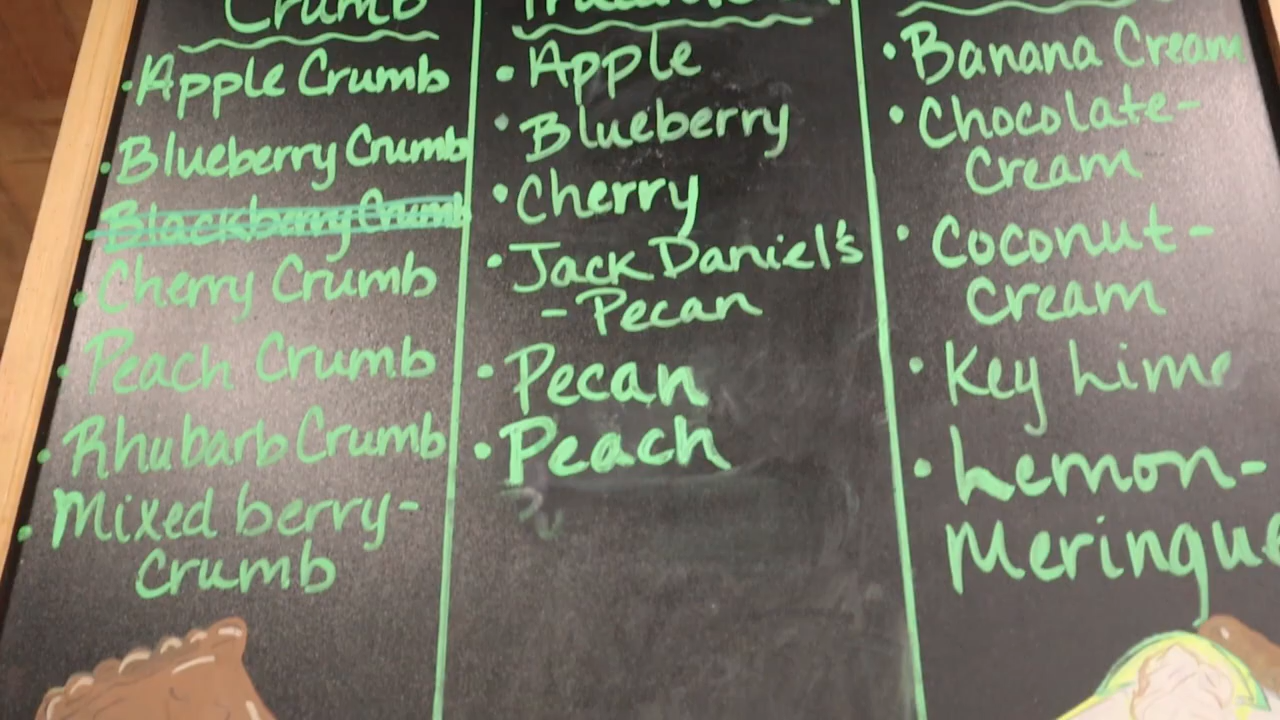 Crumb
• Apple Crumb
• Blueberry Crumb
Blackberry Crumb
• Cherry Crumb
• Peach Crumb
• Rhubarb Crumb
• Mixed berry-
Crumb
• Apple
• Blueberry
• Cherry
• Jack Daniel's
- Pecan
• Pecan
• Peach
• Banana Cream
• Chocolate-
Cream
• Coconut-
Cream
• Key Lime
• Lemon-
Meringue